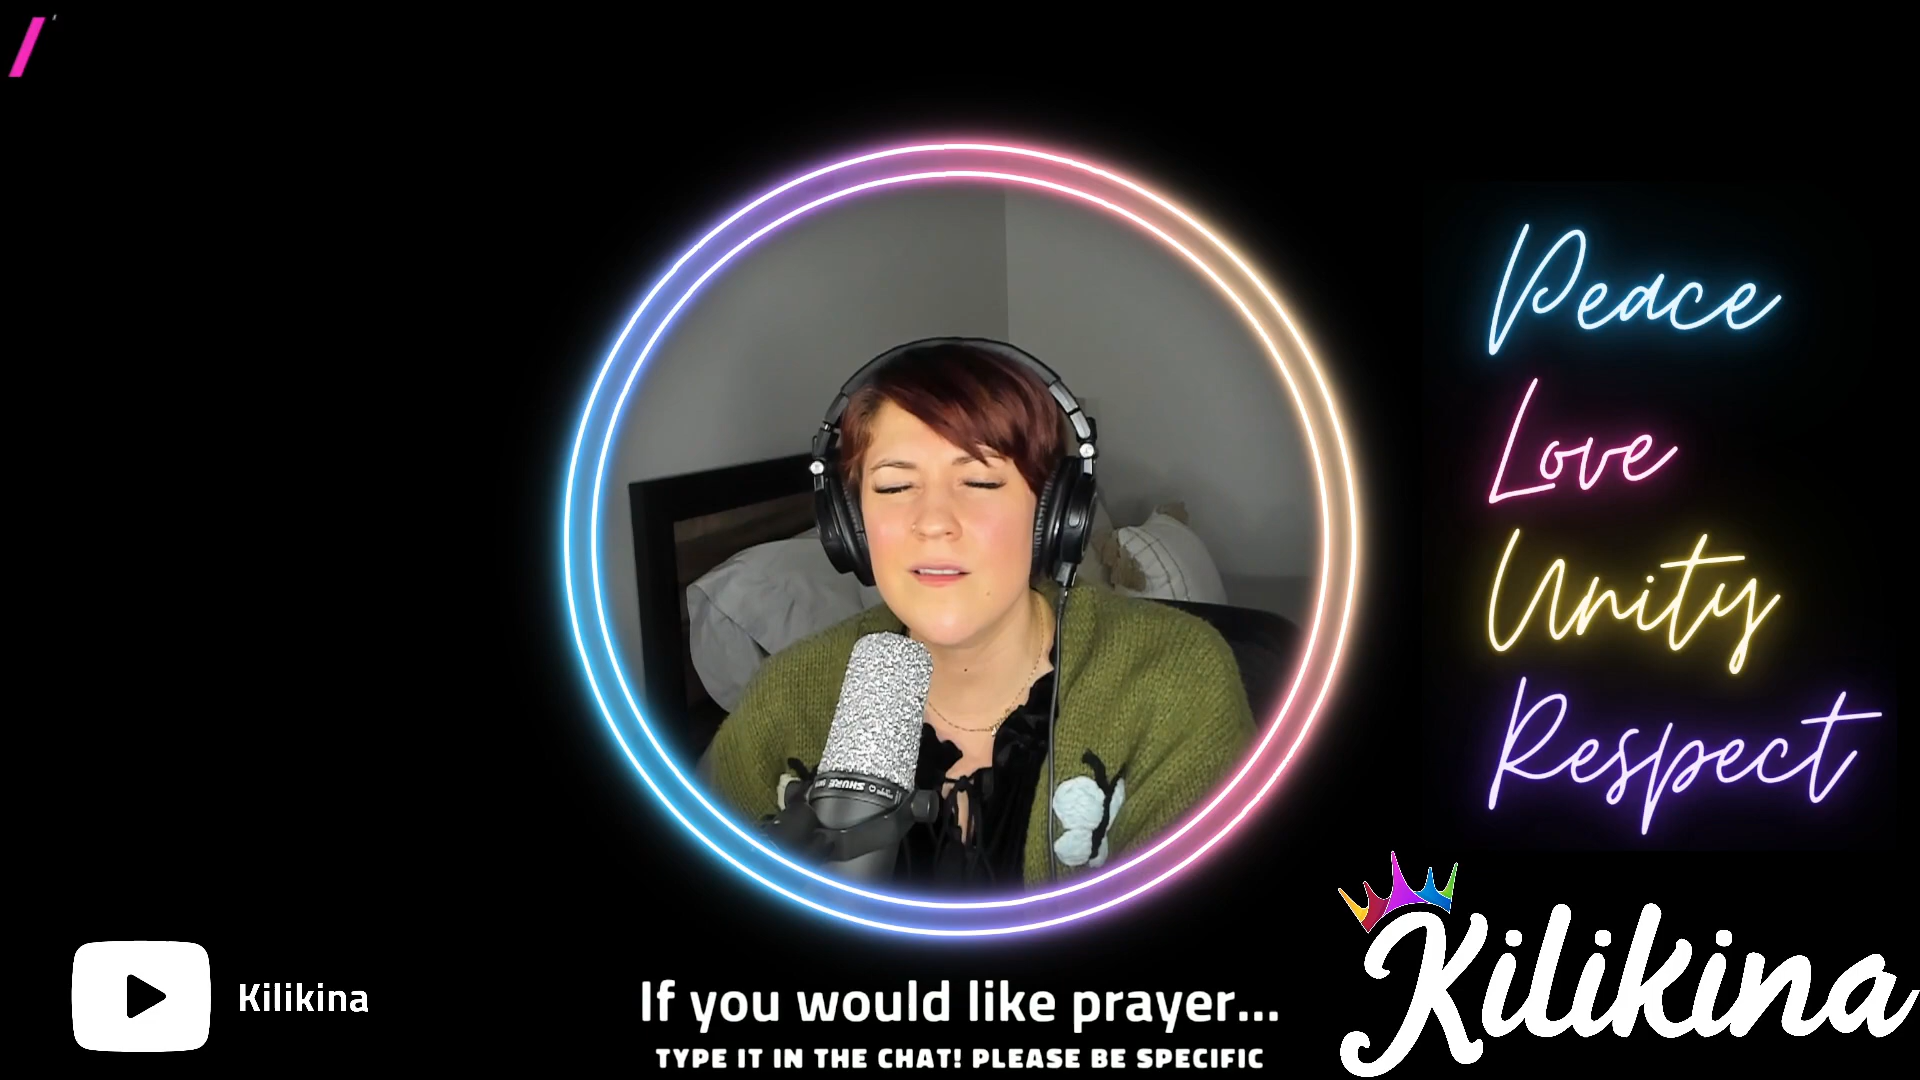 Peace
Love
Unity
Respect
Kilikina
Kilikina
If you would like prayer...
TYPE IT IN THE CHAT! PLEASE BE SPECIFIC
SHURE